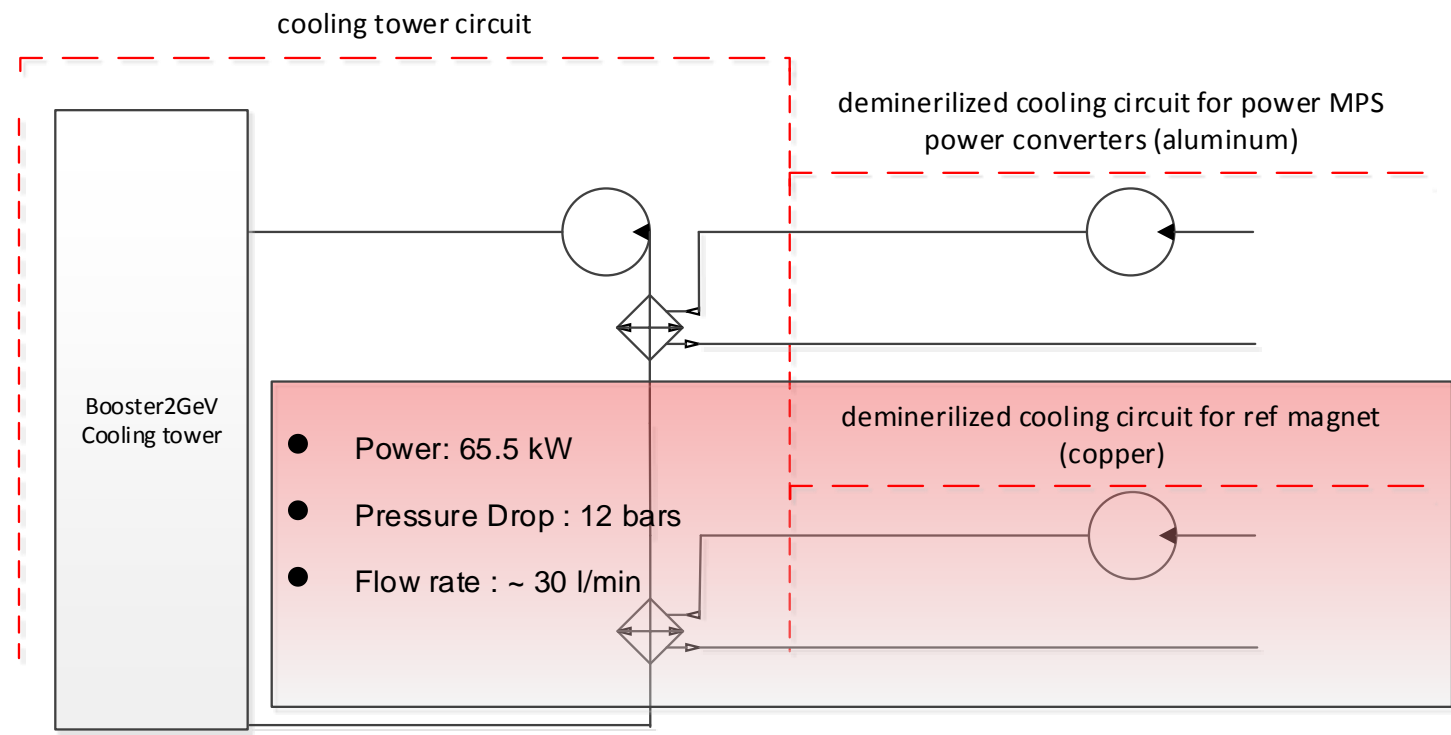 cooling tower circuit
deminerilized cooling circuit for power MPS
power converters (aluminum)
Booster2GeV
Cooling tower
● Power: 65.5 kW
● Pressure Drop : 12 bars
● Flow rate : ~ 30 l/min
deminerilized cooling circuit for ref magnet
(copper)